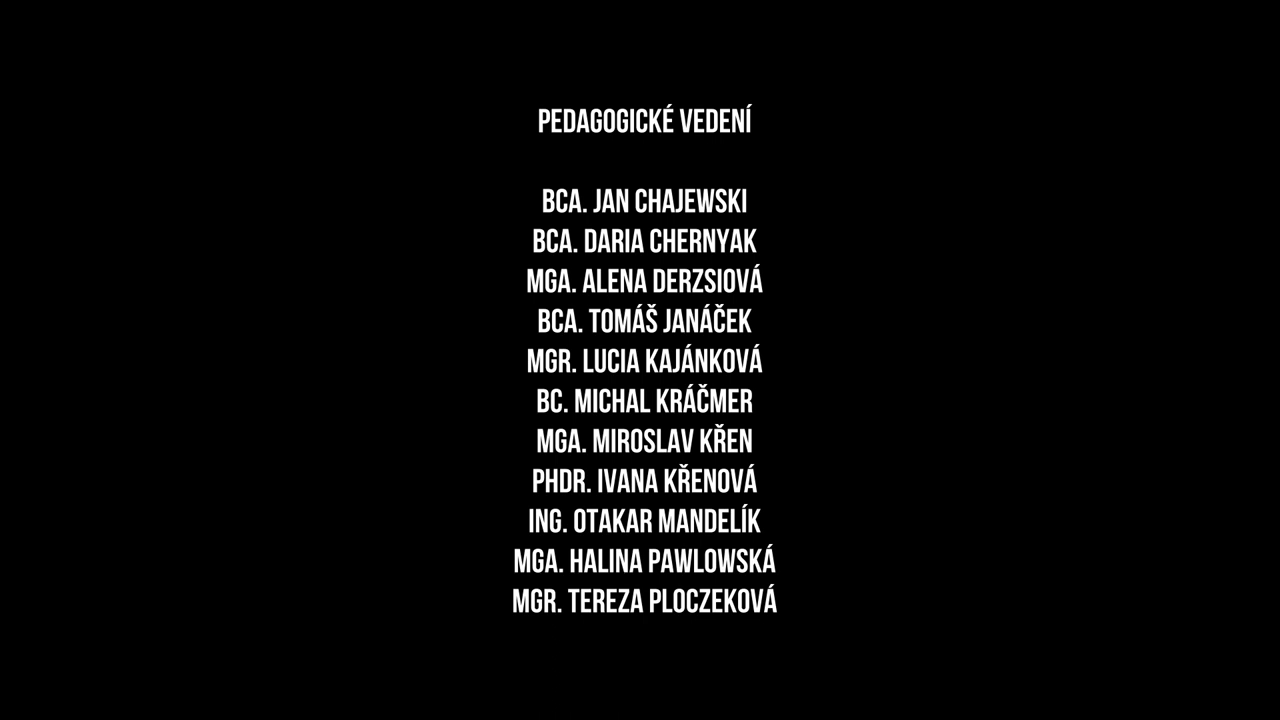 PEDAGOGICKÉ VEDENÍ
BCA. JAN CHAJEWSKI
BCA. DARIA CHERNYAK
MGA. ALENA DERZSIOVÁ
BCA. TOMÁŠ JANÁČEK
MGR. LUCIA KAJÁNKOVÁ
BC. MICHAL KRÁČMER
MGA. MIROSLAV KŘEN
PHDR. IVANA KŘENOVÁ
ING. OTAKAR MANDELÍK
MGA. HALINA PAWLOWSKÁ
MGR. TEREZA PLOCZEKOVÁ